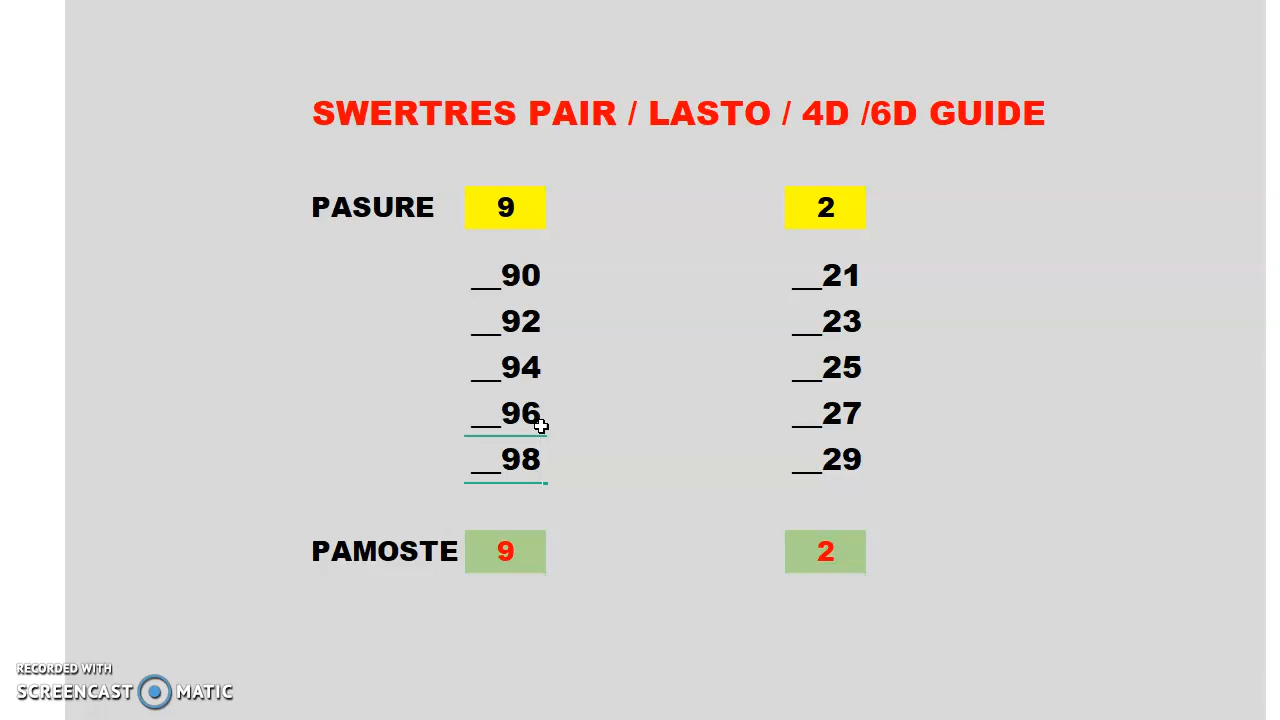 SWERTRES PAIR / LASTO / 4D /6D GUIDE
PASURE 9 2
__90 __21
__92 __23
__94 __25
__96 __27
__98 __29
PAMOSTE 9 2
RECORDED WITH
SCREENCAST MATIC